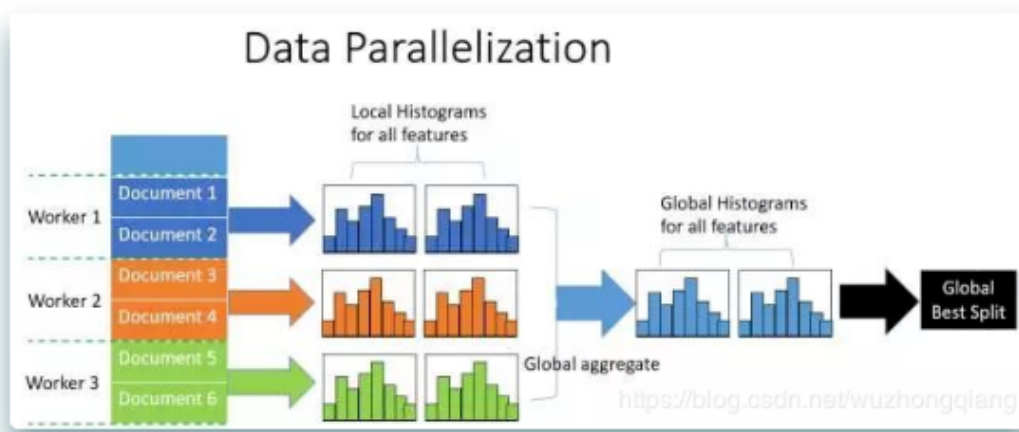 Data Parallelization
Local Histograms
for all features
Worker 1
Document 1
Document 2
Global Histograms
for all features
Worker 2
Document 3
Document 4
Global
Best Split
Worker 3
Document 5
Document 6
Global aggregate
https://blog.csdn.net/wuzhongqiang